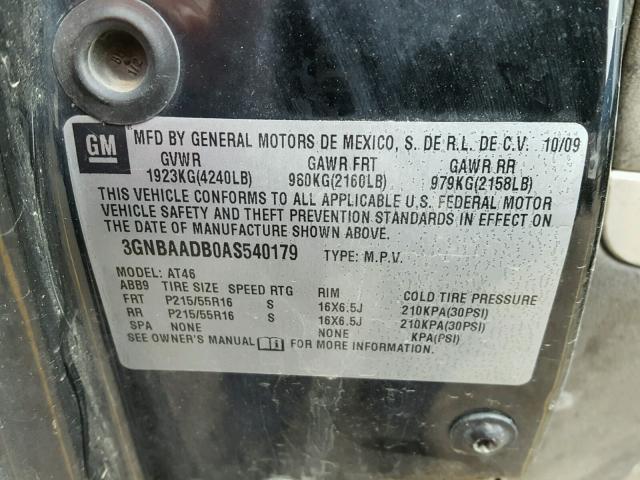 GM MFD BY GENERAL MOTORS DE MEXICO, S. DE R.L. DE C.V. 10/09
GVWR GAWR FRT GAWR RR
1923KG(4240LB) 980KG(2160LB) 979KG(2158LB)
THIS VEHICLE CONFORMS TO ALL APPLICABLE U.S. FEDERAL MOTOR
VEHICLE SAFETY AND THEFT PREVENTION STANDARDS IN EFFECT ON
THE DATE OF MANUFACTURE SHOWN ABOVE.
3GNBAADB0AS540179 TYPE: M.P.V.
MODEL: AT46
ABB9 TIRE SIZE SPEED RTG RIM COLD TIRE PRESSURE
FRT P215/55R16 S 16X6.5J 210KPA(30PSI)
RR P215/55R16 S 16X6.5J 210KPA(30PSI)
SPA NONE NONE KPA(PSI)
SEE OWNER'S MANUAL FOR MORE INFORMATION.